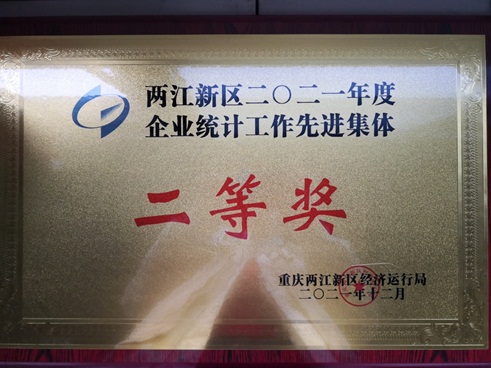 两江新区二〇二一年度
企业统计工作先进集体
二等奖
重庆两江新区经济运行局
二〇二一年十二月